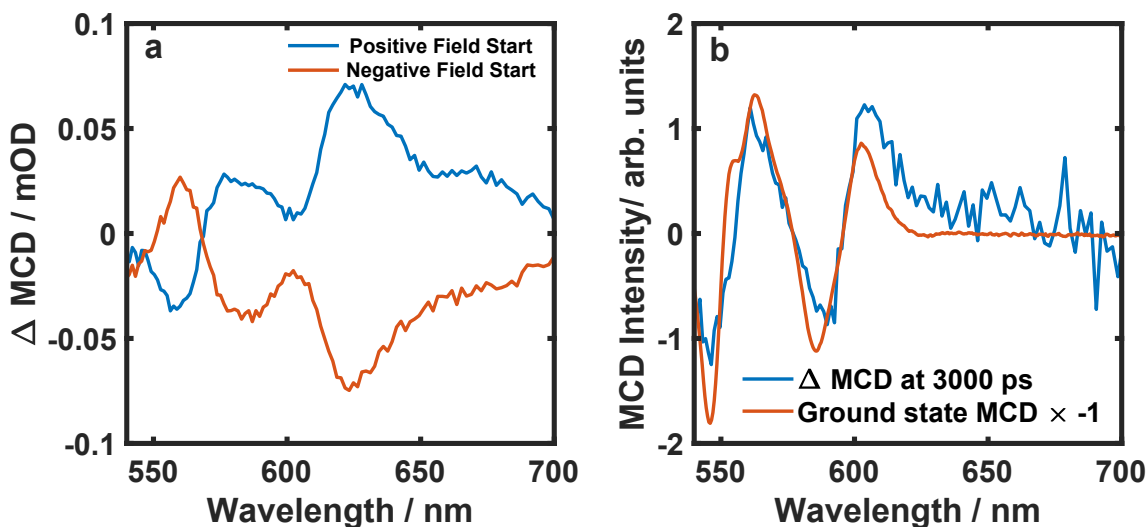 a
Positive Field Start
Negative Field Start
Δ MCD / mOD
0.1
0.05
0
-0.05
-0.1
550
600
650
700
Wavelength / nm
b
MCD Intensity/ arb. units
2
1
0
-1
-2
Δ MCD at 3000 ps
Ground state MCD × -1
550
600
650
700
Wavelength / nm